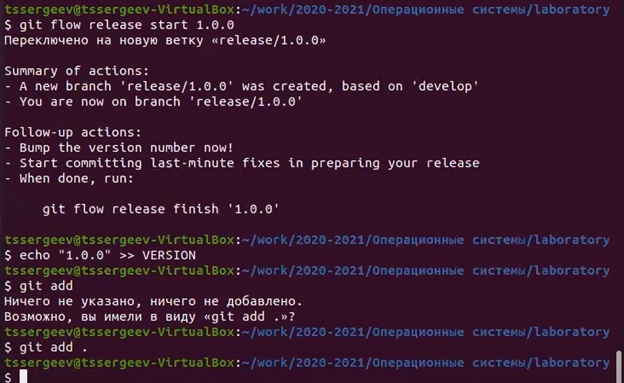 tssergeev@tssergeev-VirtualBox:~/work/2020-2021/Операционные системы/laboratory
$ git flow release start 1.0.0
Переключено на новую ветку «release/1.0.0»
Summary of actions:
- A new branch 'release/1.0.0' was created, based on 'develop'
- You are now on branch 'release/1.0.0'
Follow-up actions:
- Bump the version number now!
- Start committing last-minute fixes in preparing your release
- When done, run:
git flow release finish '1.0.0'
tssergeev@tssergeev-VirtualBox:~/work/2020-2021/Операционные системы/laboratory
$ echo "1.0.0" >> VERSION
tssergeev@tssergeev-VirtualBox:~/work/2020-2021/Операционные системы/laboratory
$ git add
Ничего не указано, ничего не добавлено.
Возможно, вы имели в виду «git add .»?
tssergeev@tssergeev-VirtualBox:~/work/2020-2021/Операционные системы/laboratory
$ git add .
tssergeev@tssergeev-VirtualBox:~/work/2020-2021/Операционные системы/laboratory
$